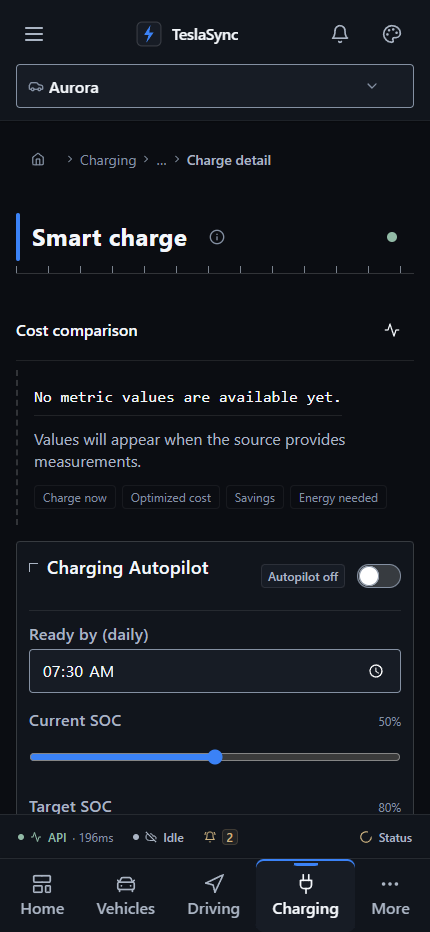 TeslaSync
Aurora
Charging ... Charge detail
Smart charge
Cost comparison
No metric values are available yet.
Values will appear when the source provides
measurements.
Charge now Optimized cost Savings Energy needed
Charging Autopilot Autopilot off
Ready by (daily)
07:30 AM
Current SOC 50%
Target SOC 80%
API · 196ms Idle 2 Status
Home Vehicles Driving Charging More